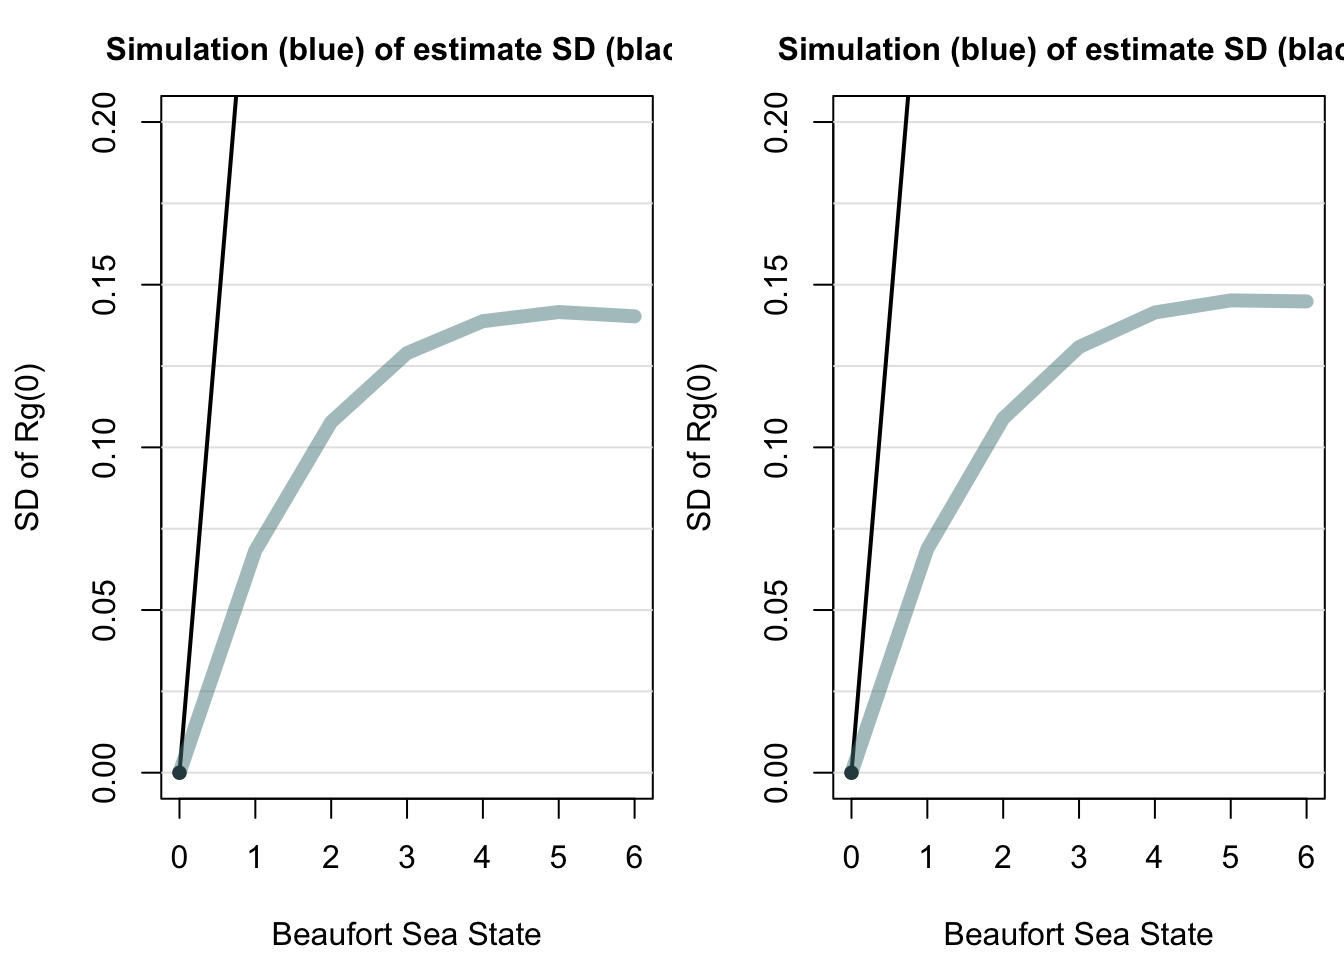 Simulation (blue) of estimate SD (blac
SD of Rg(0)
0.20
0.15
0.10
0.05
0.00
0 1 2 3 4 5 6
Beaufort Sea State
Simulation (blue) of estimate SD (blac
SD of Rg(0)
0.20
0.15
0.10
0.05
0.00
0 1 2 3 4 5 6
Beaufort Sea State